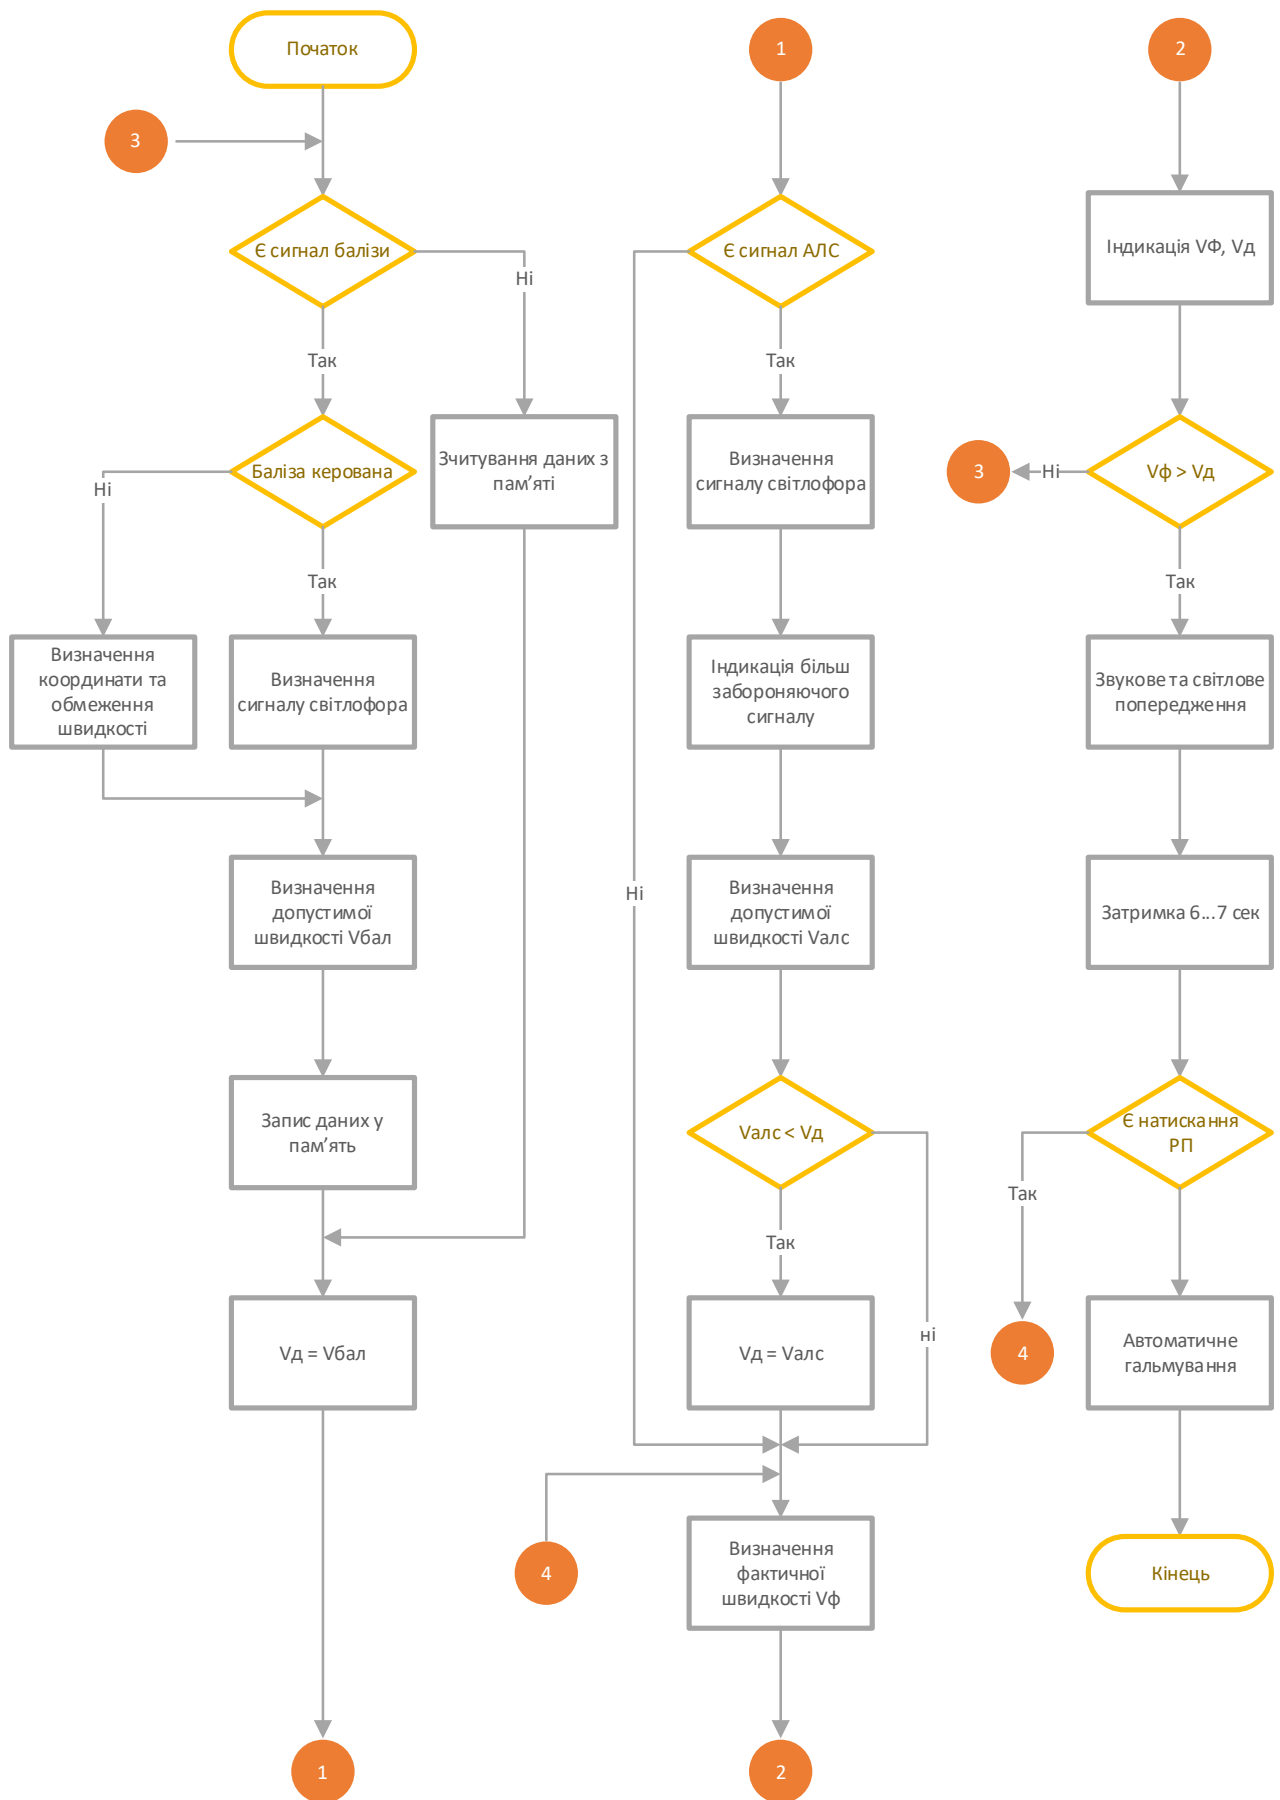 Початок
3
Є сигнал балізи
Ні
Так
Баліза керована
Зчитування даних з
пам’яті
Ні
Так
Визначення
координати та
обмеження
швидкості
Визначення
сигналу світлофора
Визначення
допустимої
швидкості Vбал
Запис даних у
пам’ять
Vд = Vбал
1
1
Є сигнал АЛС
Так
Визначення
сигналу світлофора
Індикація більш
забороняючого
сигналу
Ні
Визначення
допустимої
швидкості Vалс
Vалс < Vд
Так
ні
Vд = Vалс
4
Визначення
фактичної
швидкості Vф
2
2
Індикація VФ, Vд
3
Ні
Vф > Vд
Так
Звукове та світлове
попередження
Затримка 6...7 сек
Є натискання
РП
Так
4
Автоматичне
гальмування
Кінець